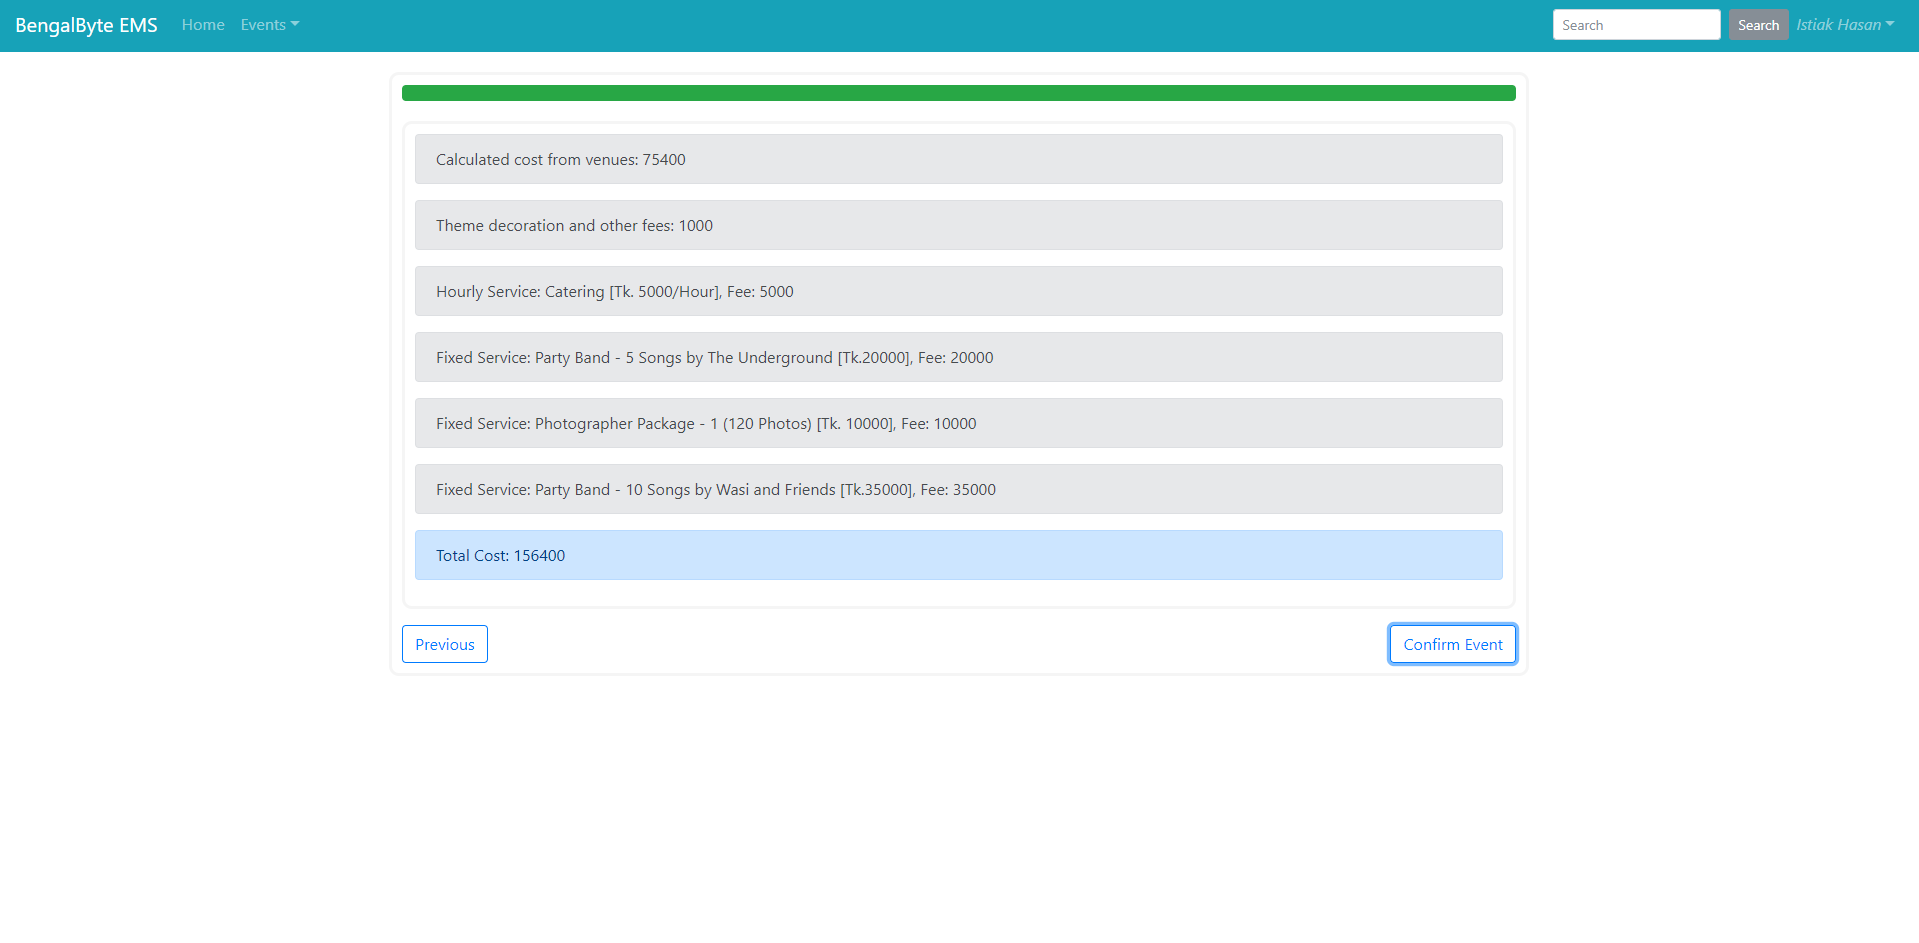 BengalByte EMS Home Events Search Search Istiak Hasan
Calculated cost from venues: 75400
Theme decoration and other fees: 1000
Hourly Service: Catering [Tk. 5000/Hour], Fee: 5000
Fixed Service: Party Band - 5 Songs by The Underground [Tk.20000], Fee: 20000
Fixed Service: Photographer Package - 1 (120 Photos) [Tk. 10000], Fee: 10000
Fixed Service: Party Band - 10 Songs by Wasi and Friends [Tk.35000], Fee: 35000
Total Cost: 156400
Previous Confirm Event